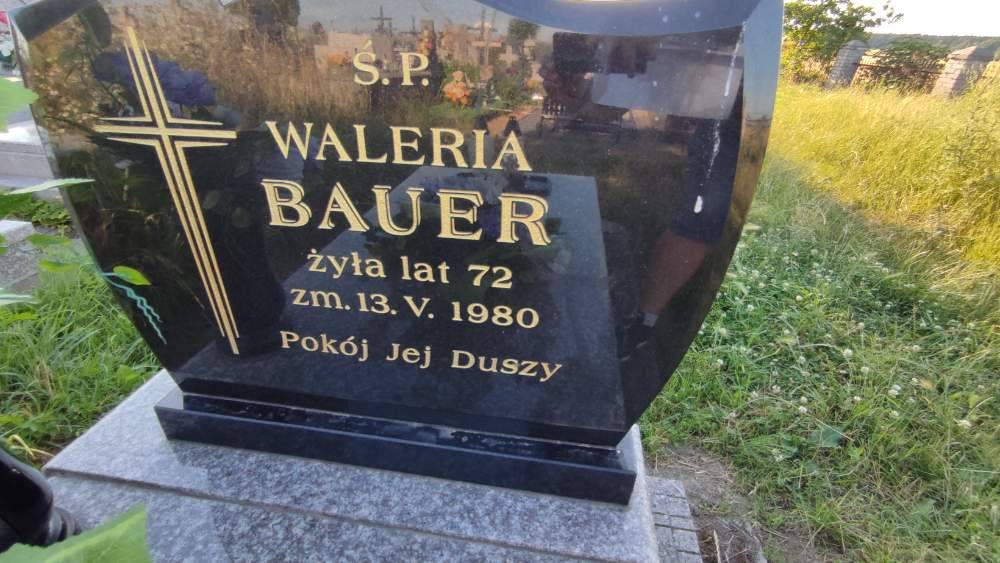 Ś. P.
WALERIA
BAUER
żyła lat 72
zm. 13. V. 1980
Pokój Jej Duszy